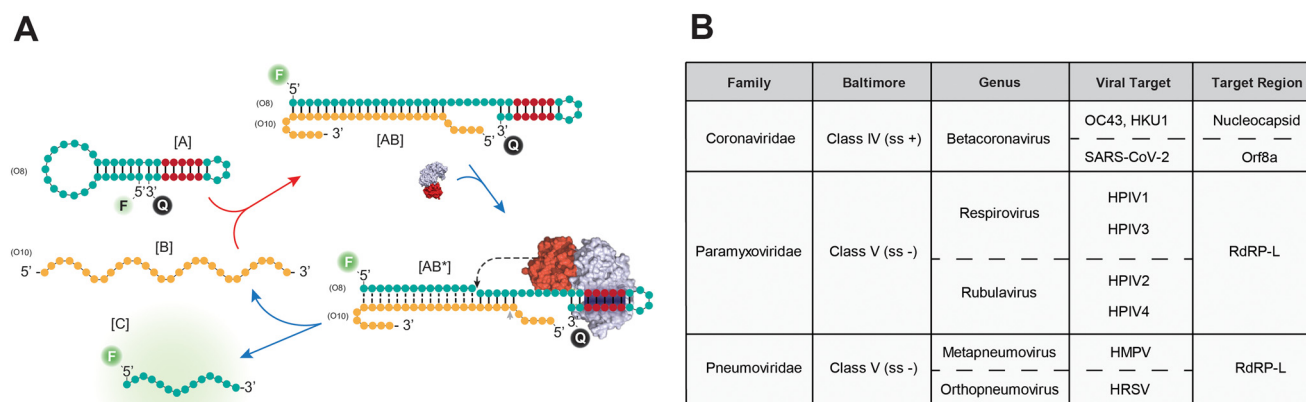 A
F
5'
(O8)
(O10)
- 3'
[AB]
3'
Q
[A]
(O8)
5'3'
F
Q
[B]
(O10)
5'-
-3'
[AB*]
F
5'
(O8)
(O10)
- 3'
5'
3'
Q
[C]
F
5'
-3'
B
Family Baltimore Genus Viral Target Target Region
Coronaviridae Class IV (ss +) Betacoronavirus OC43, HKU1 Nucleocapsid
SARS-CoV-2 Orf8a
Paramyxoviridae Class V (ss -) Respirovirus HPIV1 RdRP-L
HPIV3
Rubulavirus HPIV2
HPIV4
Pneumoviridae Class V (ss -) Metapneumovirus HMPV RdRP-L
Orthopneumovirus HRSV